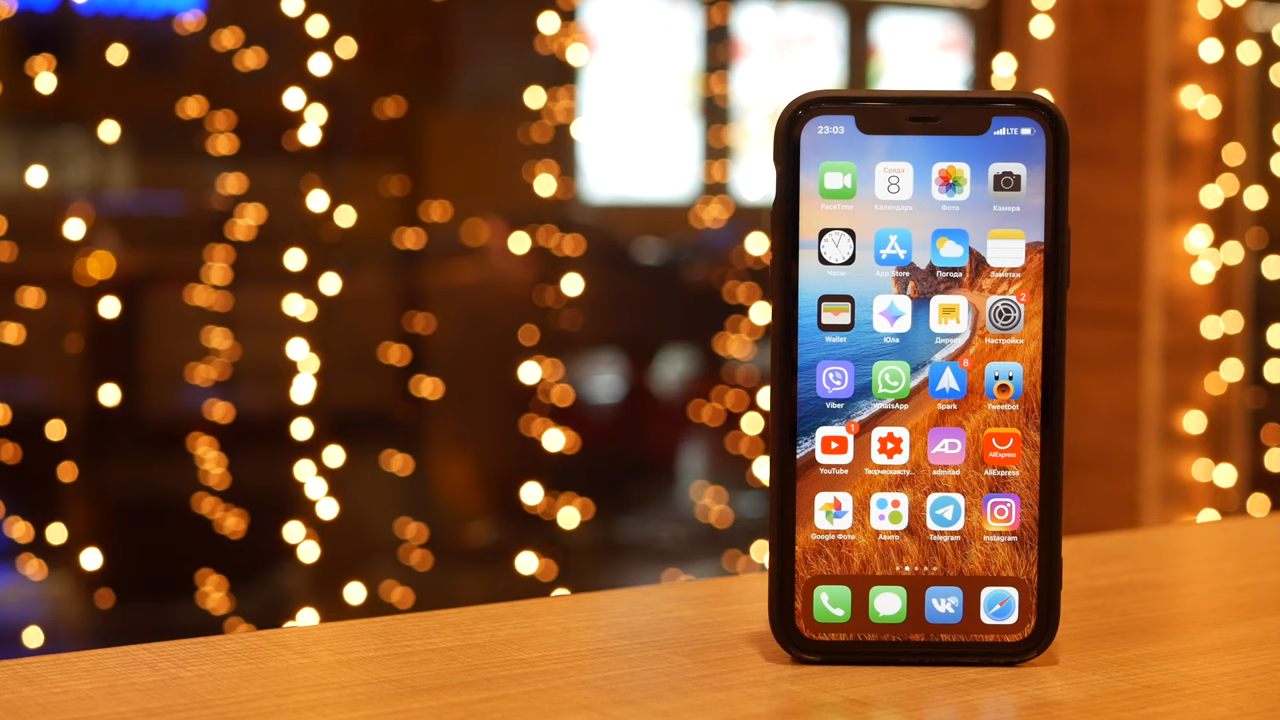 23:03 LTE
Среда
8
FaceTime Календарь Фото Камера
Часы App Store Погода Заметки
2
Wallet Юла Директ Настройки
8
Viber WhatsApp Spark Tweetbot
1
AD AliExpress
YouTube Творческаясту... admitad AliExpress
Google Фото Авито Telegram Instagram